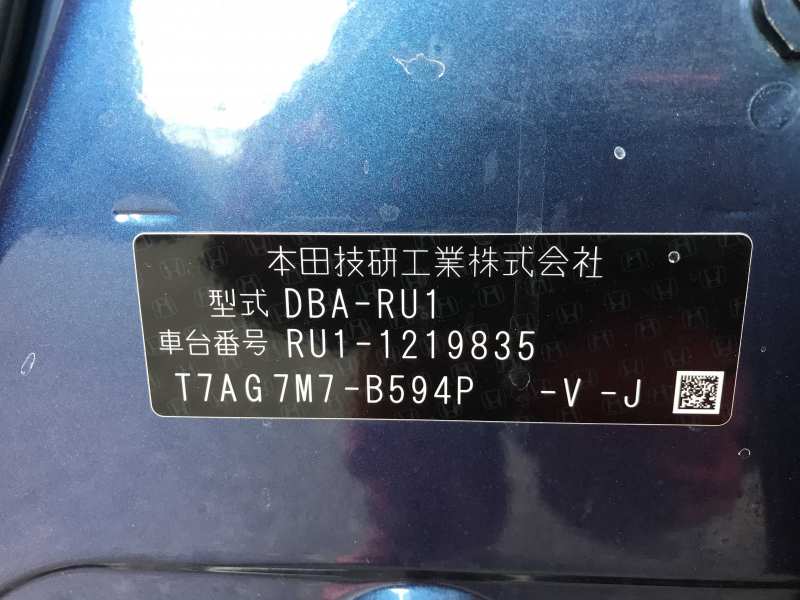 本田技研工業株式会社
型式 DBA-RU1
車台番号 RU1-1219835
T7AG7M7-B594P -V -J